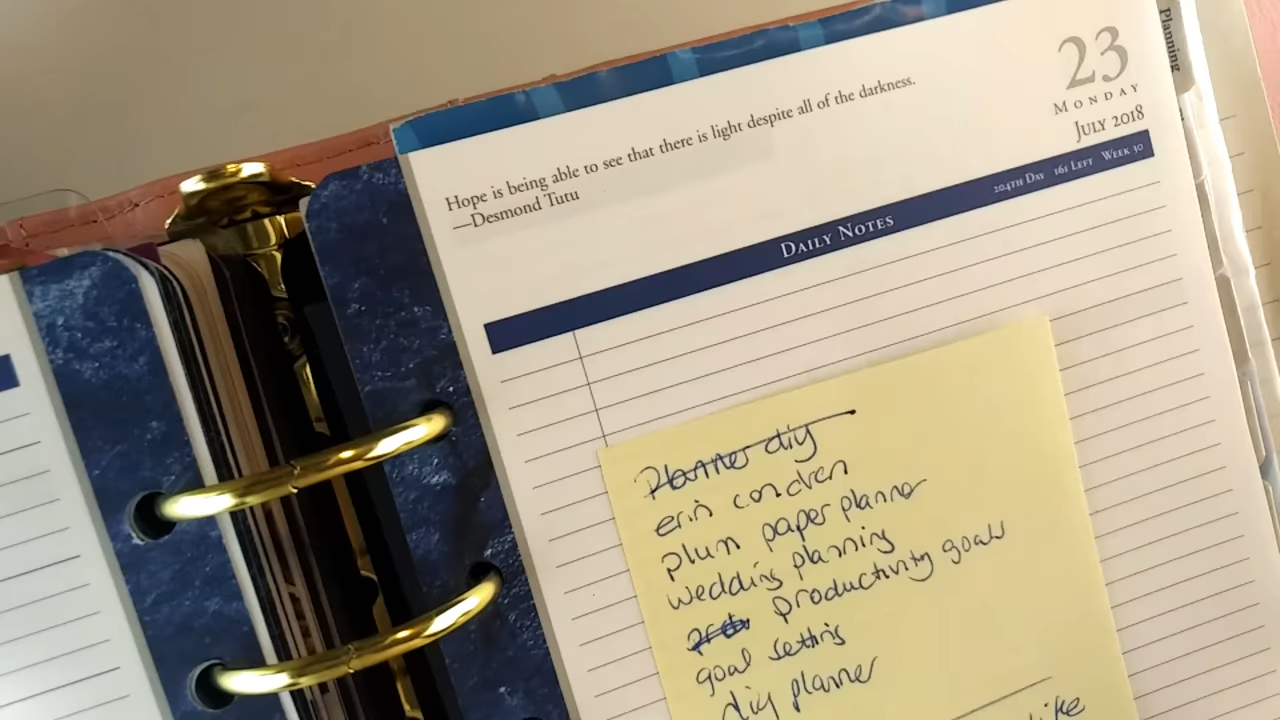 Planning
23
MONDAY
JULY 2018
Hope is being able to see that there is light despite all of the darkness.
—Desmond Tutu
204TH DAY 161 LEFT WEEK 30
DAILY NOTES
Planner diy
erin condren
plum paper planner
wedding planning
productivity goals
goal setting
diy planner
like